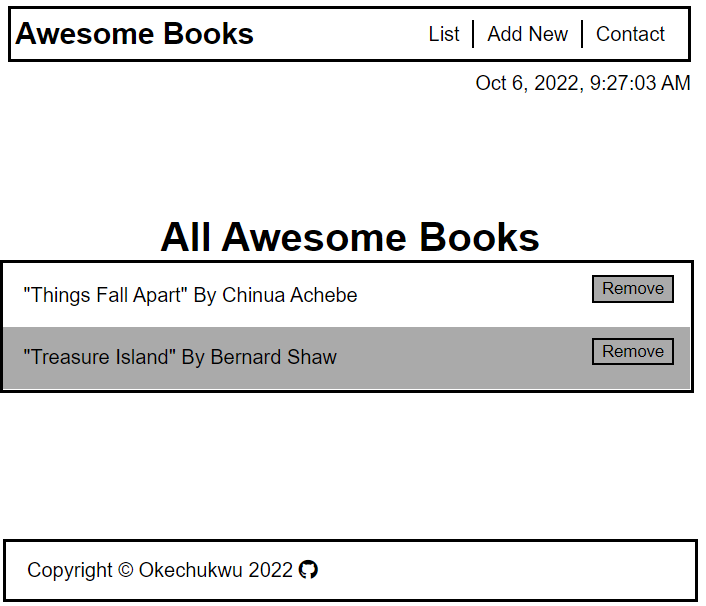 Awesome Books List Add New Contact
Oct 6, 2022, 9:27:03 AM
All Awesome Books
"Things Fall Apart" By Chinua Achebe Remove
"Treasure Island" By Bernard Shaw Remove
Copyright © Okechukwu 2022